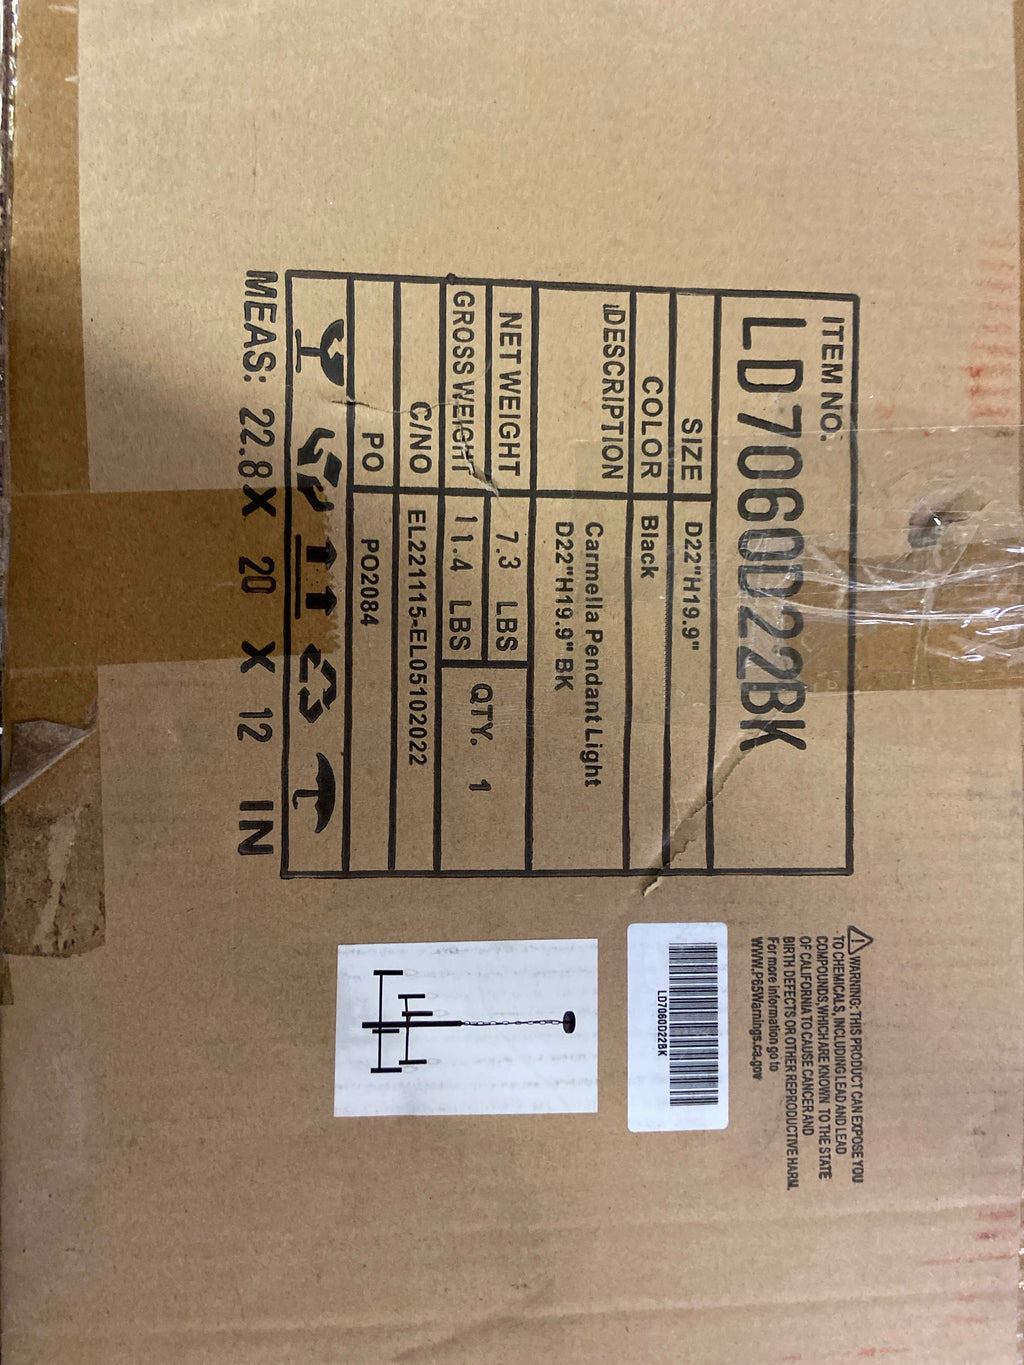 ITEM NO.
LD7060D22BK
SIZE D22"H19.9"
COLOR Black
DESCRIPTION Carmella Pendant Light
D22"H19.9" BK
NET WEIGHT 7.3 LBS
GROSS WEIGHT 11.4 LBS
QTY. 1
C/NO EL221115-EL05102022
PO PO2084
MEAS: 22.8 X 20 X 12 IN
WARNING: THIS PRODUCT CAN EXPOSE YOU
TO CHEMICALS, INCLUDING LEAD AND LEAD
COMPOUNDS, WHICH ARE KNOWN TO THE STATE
OF CALIFORNIA TO CAUSE CANCER AND
BIRTH DEFECTS OR OTHER REPRODUCTIVE HARM.
For more information go to
WWW.P65Warnings.ca.gov
LD7060D22BK